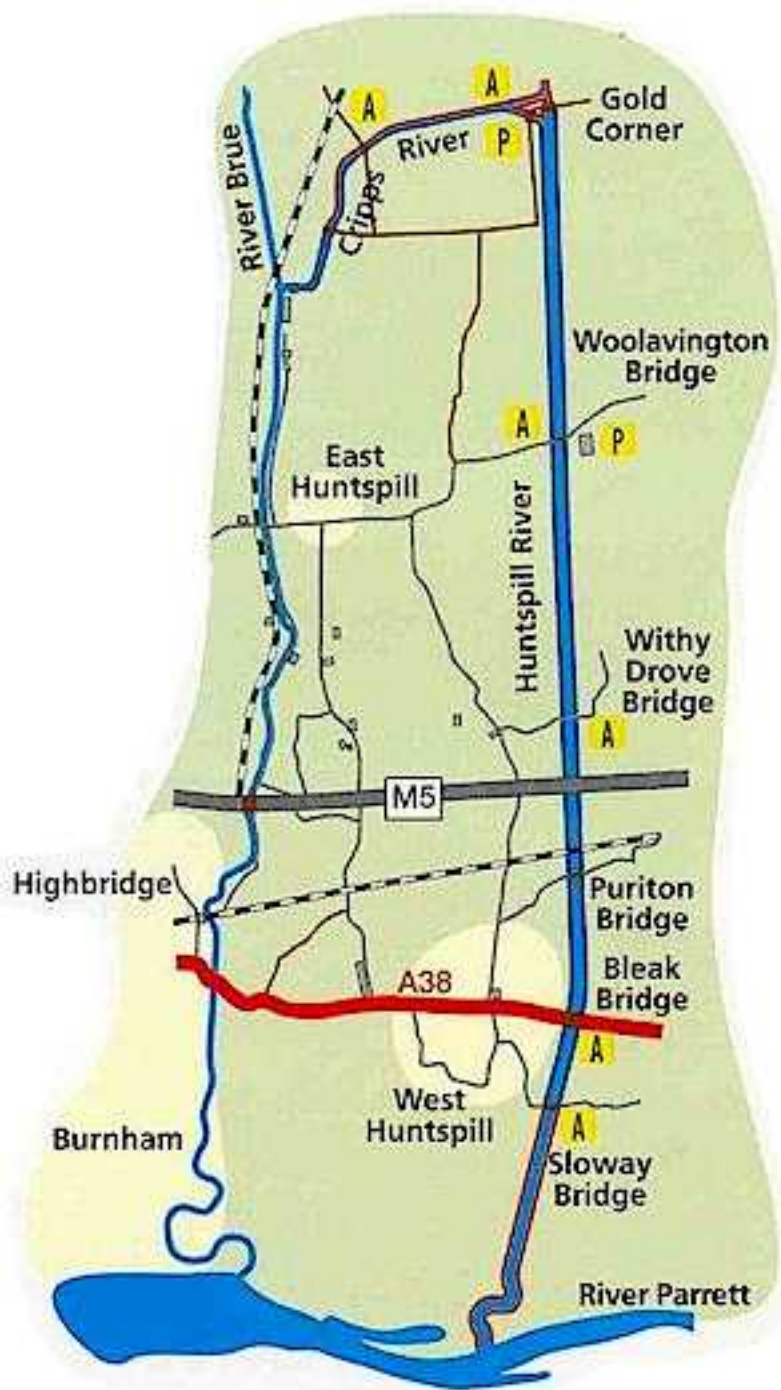 A
A
Gold
Corner
P
River
Cripps
River Brue
Woolavington
Bridge
A
P
East
Huntspill
Huntspill River
Withy
Drove
Bridge
A
M5
Highbridge
Puriton
Bridge
A38
Bleak
Bridge
A
West
Huntspill
A
Sloway
Bridge
Burnham
River Parrett